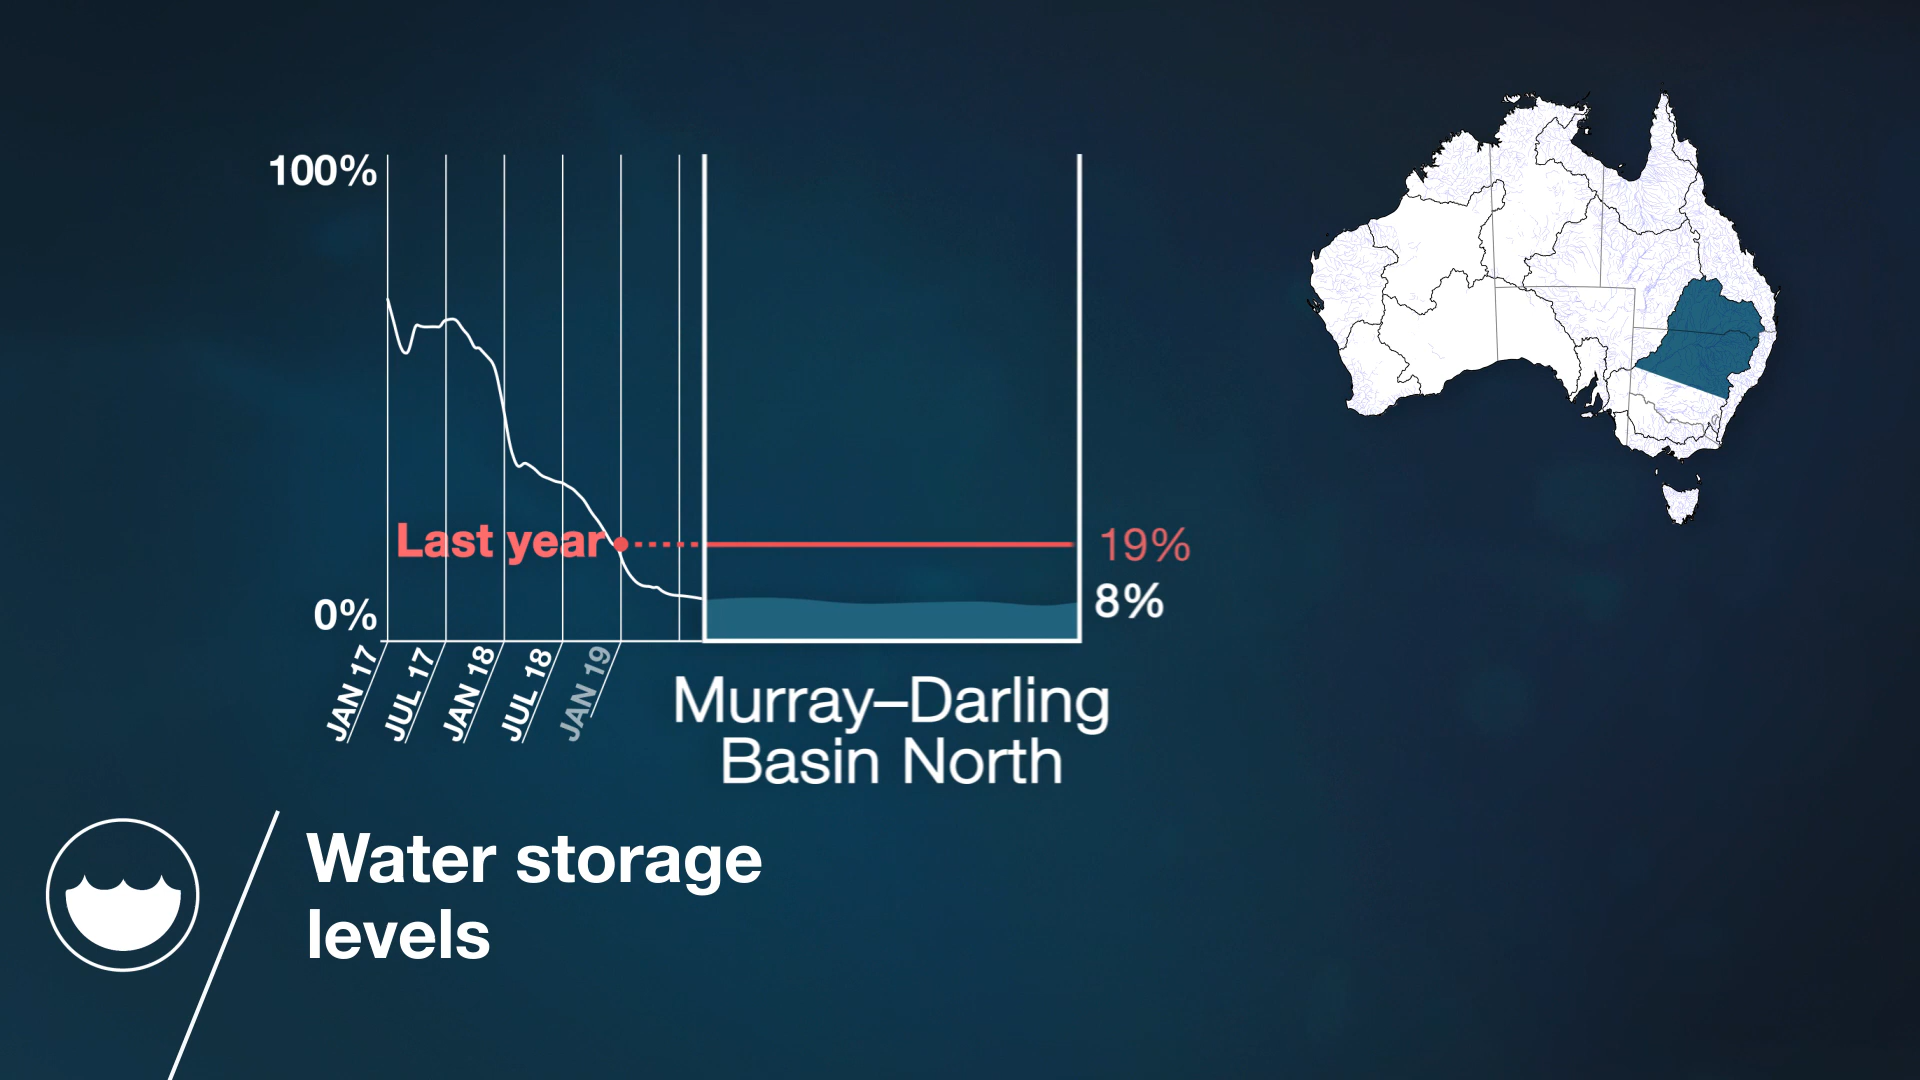 100%
Last year
19%
8%
0%
JAN 17
JUL 17
JAN 18
JUL 18
JAN 19
Murray–Darling
Basin North
Water storage
levels